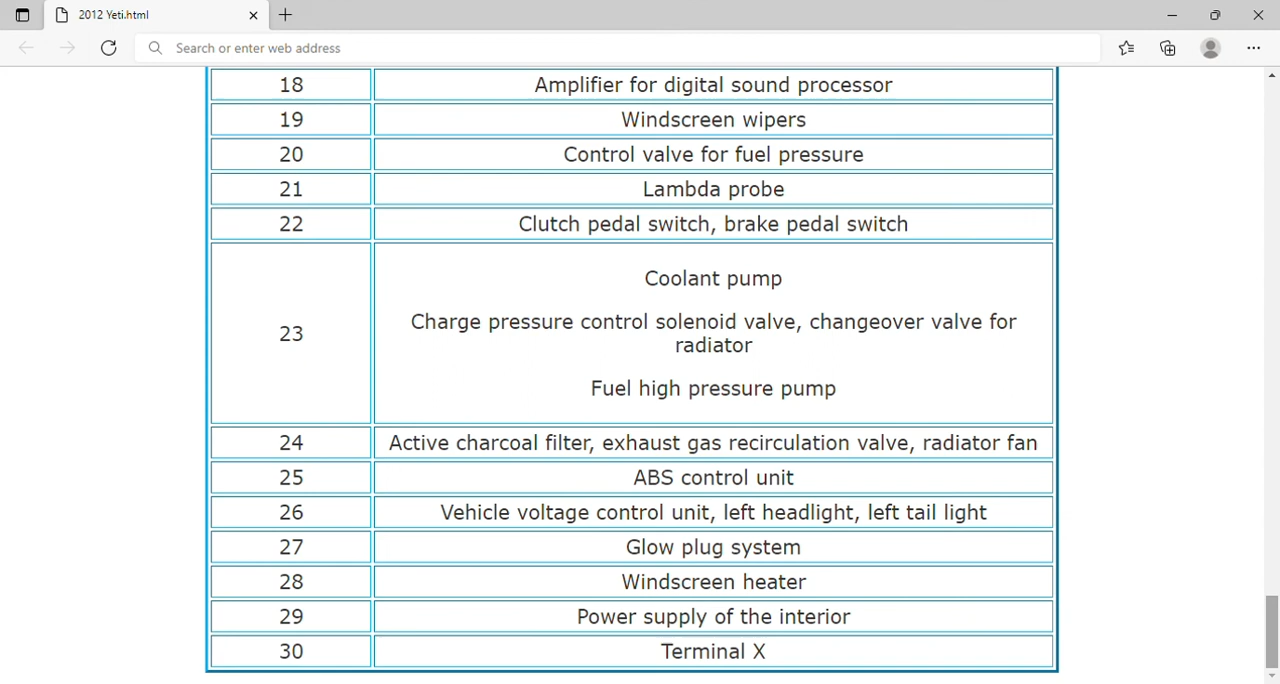 2012 Yeti.html
Search or enter web address
18 Amplifier for digital sound processor
19 Windscreen wipers
20 Control valve for fuel pressure
21 Lambda probe
22 Clutch pedal switch, brake pedal switch
23 Coolant pump
Charge pressure control solenoid valve, changeover valve for
radiator
Fuel high pressure pump
24 Active charcoal filter, exhaust gas recirculation valve, radiator fan
25 ABS control unit
26 Vehicle voltage control unit, left headlight, left tail light
27 Glow plug system
28 Windscreen heater
29 Power supply of the interior
30 Terminal X